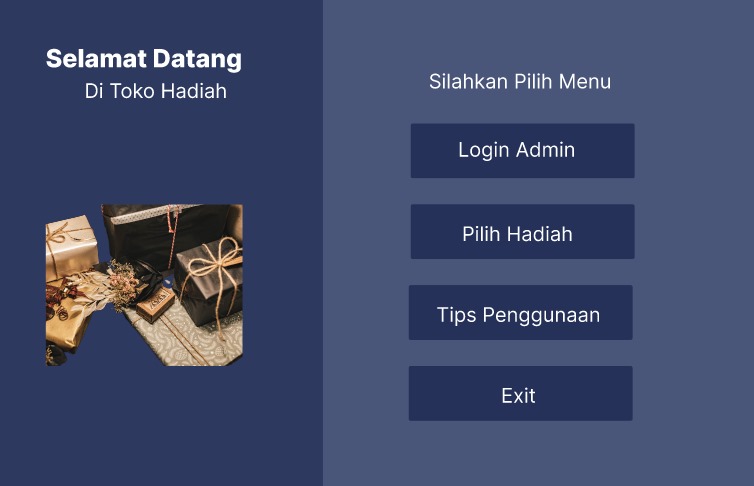 Selamat Datang
Di Toko Hadiah
Silahkan Pilih Menu
Login Admin
Pilih Hadiah
Tips Penggunaan
Exit